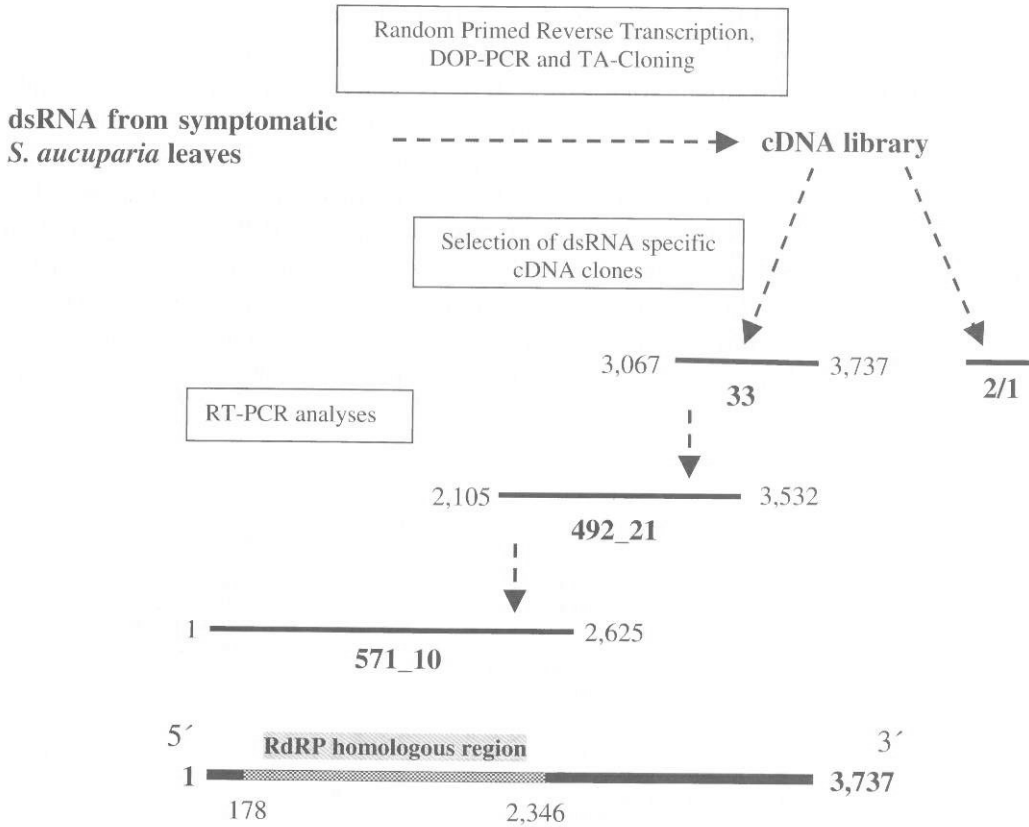 Random Primed Reverse Transcription,
DOP-PCR and TA-Cloning
dsRNA from symptomatic
S. aucuparia leaves
cDNA library
Selection of dsRNA specific
cDNA clones
3,067
3,737
33
2/1
RT-PCR analyses
2,105
3,532
492_21
1
2,625
571_10
5´
RdRP homologous region
3´
1
3,737
178
2,346